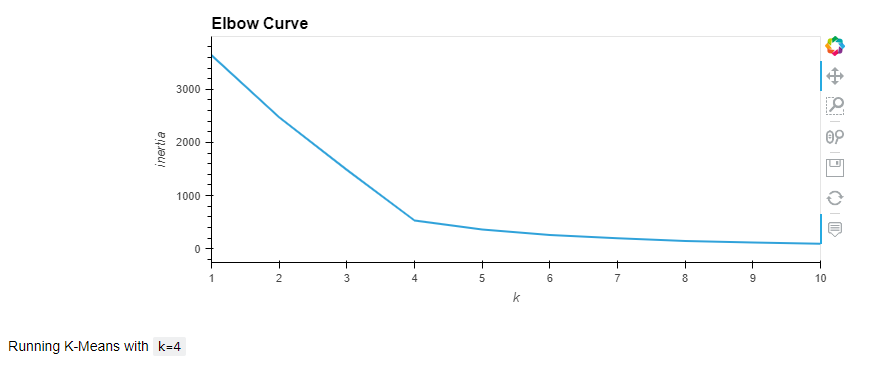 Elbow Curve
3000
2000
1000
0
inertia
1 2 3 4 5 6 7 8 9 10
k
Running K-Means with k=4